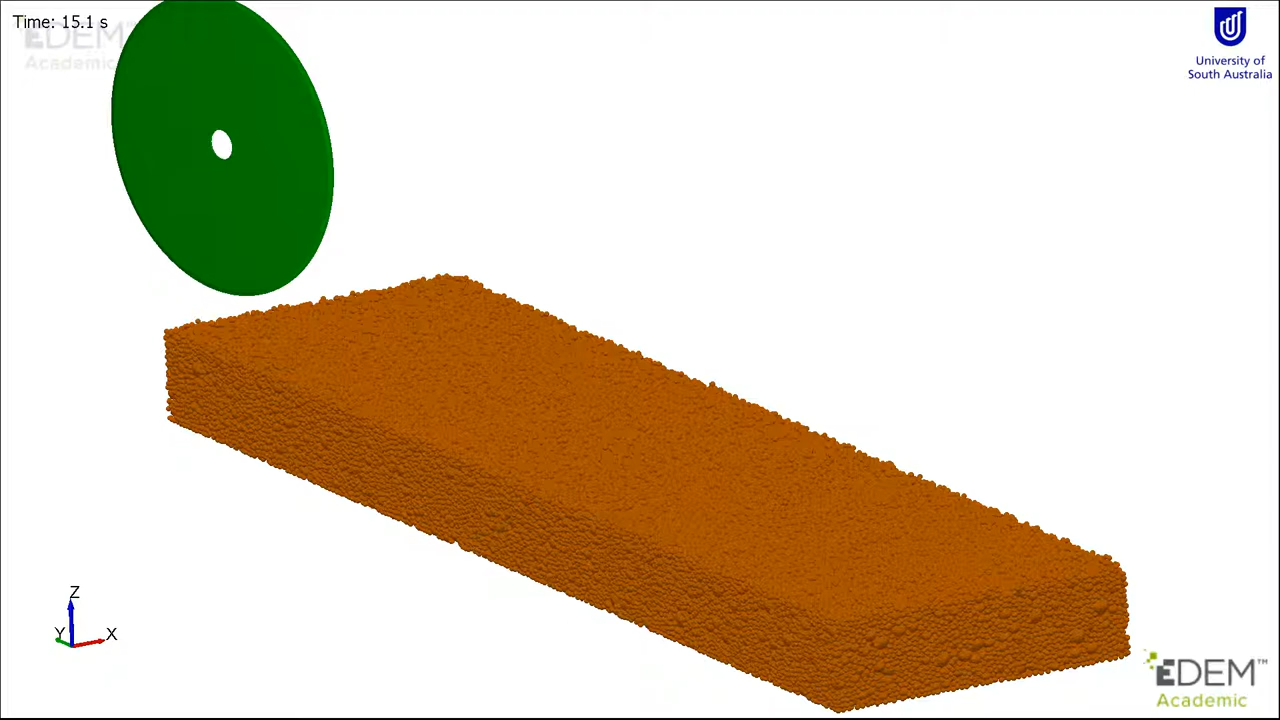 Time: 15.1 s
EDEM
Academic
University of
South Australia
Z
Y
X
EDEM™
Academic